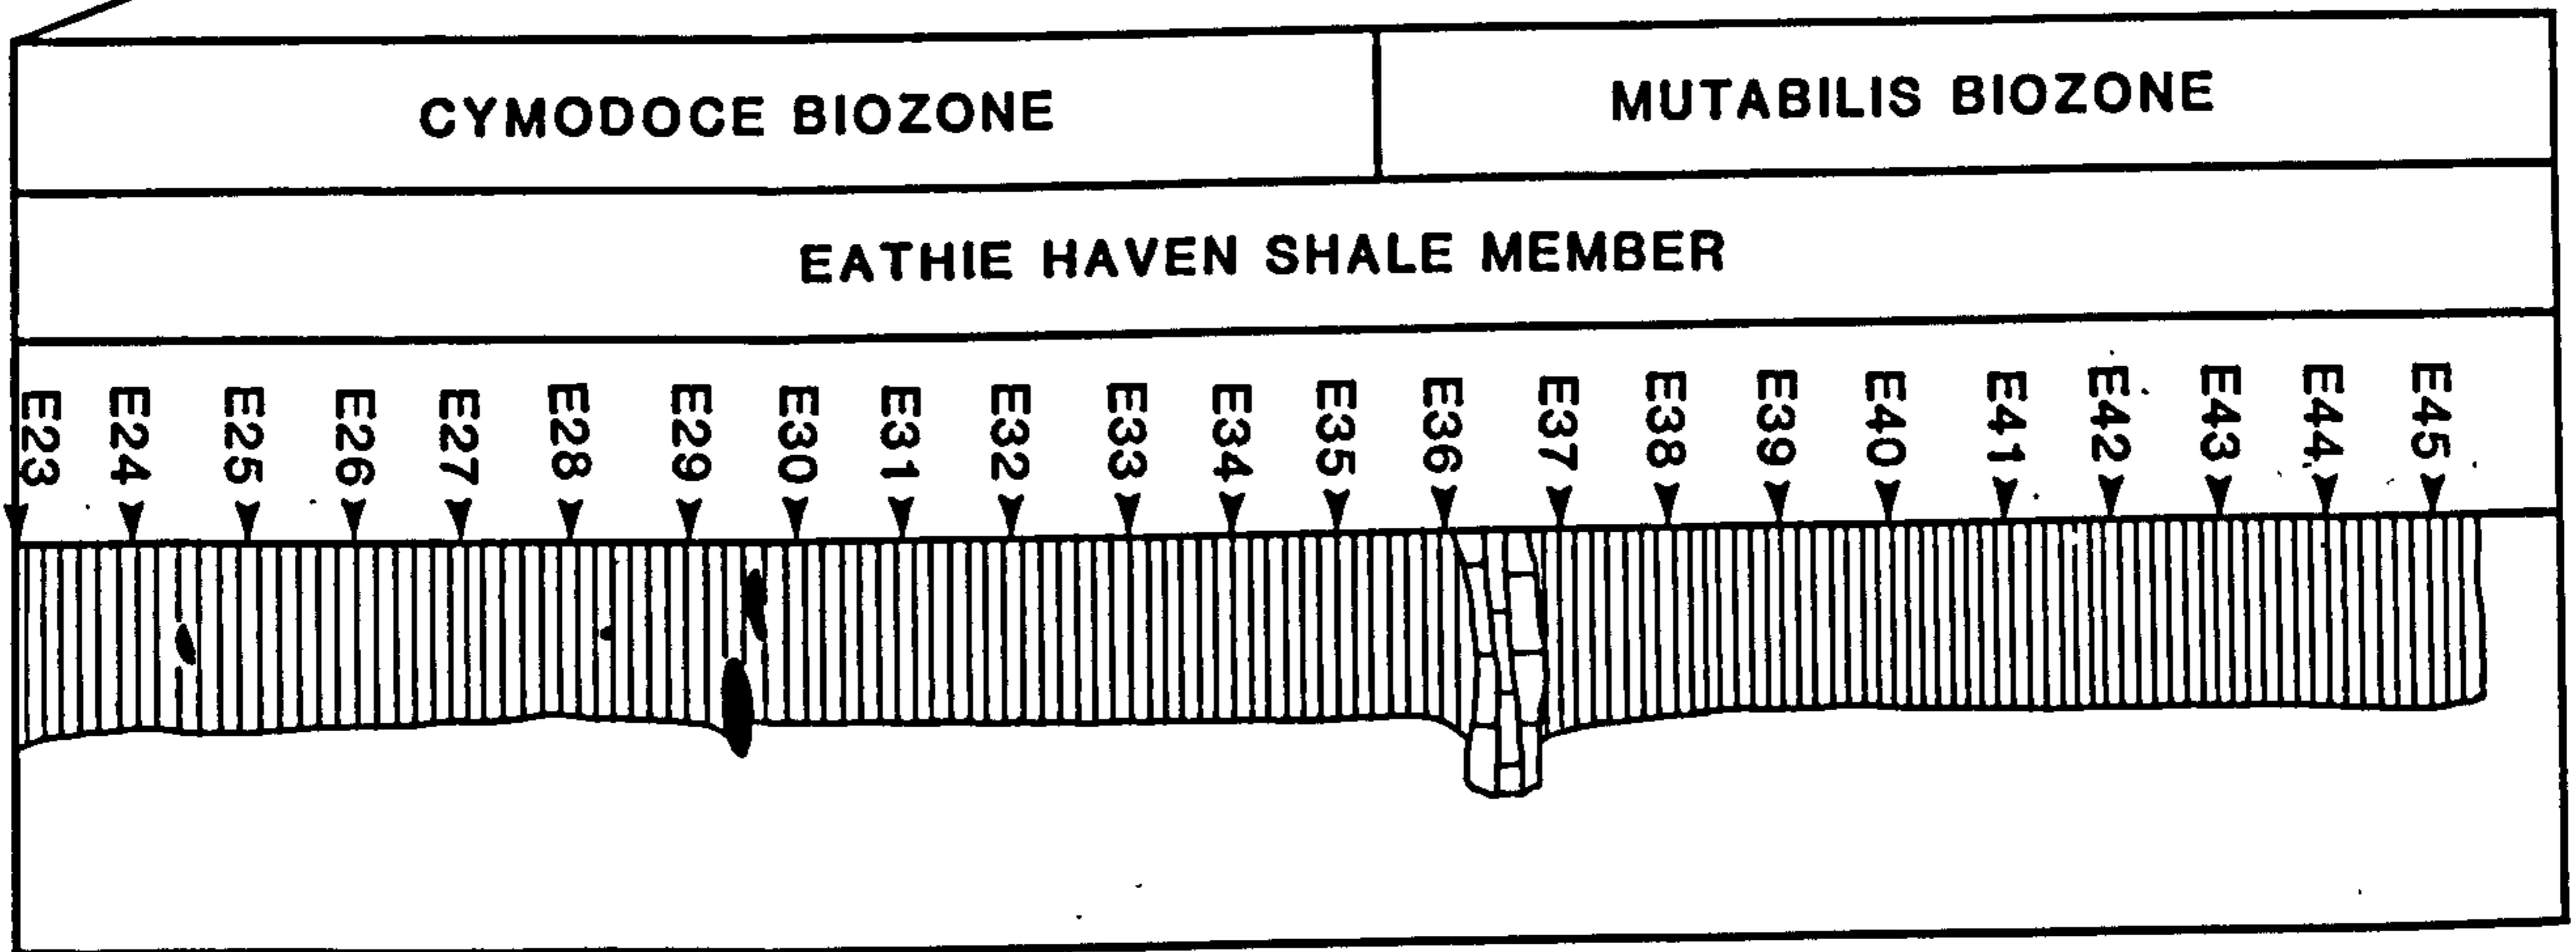 CYMODOCE BIOZONE
MUTABILIS BIOZONE
EATHIE HAVEN SHALE MEMBER
E23
E24
E25
E26
E27
E28
E29
E30
E31
E32
E33
E34
E35
E36
E37
E38
E39
E40
E41
E42
E43
E44
E45